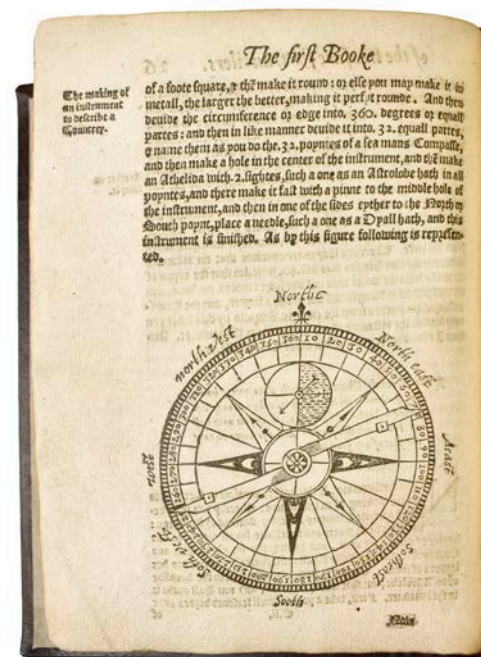 The first Booke
The making of
an instrument
to describe a
Countrey.
of a foote square, & thē make it round : or else you may make it in
metall, the larger the better, making it perfit rounde. And then
deuide the circumference or edge into. 360. degrees or equall
partes : and then in like manner deuide it into. 32. equall partes,
& name them as you do the. 32. poyntes of a sea mans Compasse,
and then make a hole in the center of the instrument, and thē make
an Athelida with. 2. sightes, such a one as an Astrolobe hath in all
poyntes, and there make it fast with a pinne to the middle hole of
the instrument, and then in one of the sides eyther to the North or
South poynt, place a needle, such a one as a Dyall hath, and this
instrument is finished. As by this figure following is represen-
ted.
Northe
north West
North east
West
South